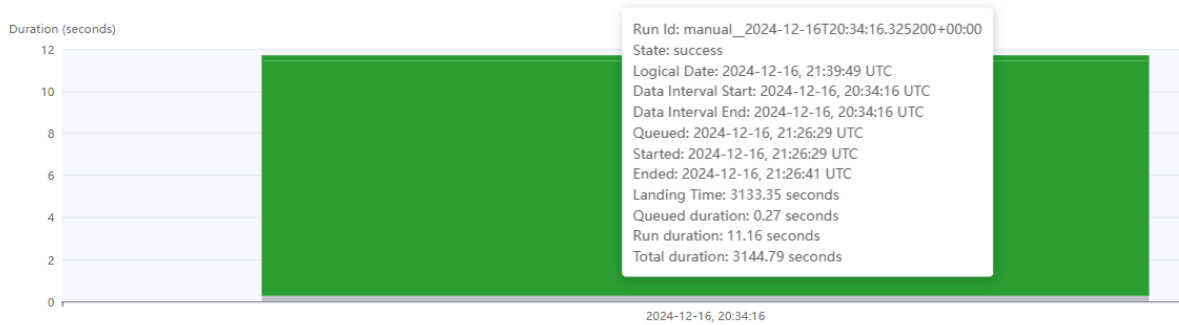 Duration (seconds)
12
10
8
6
4
2
0
2024-12-16, 20:34:16
Run Id: manual__2024-12-16T20:34:16.325200+00:00
State: success
Logical Date: 2024-12-16, 21:39:49 UTC
Data Interval Start: 2024-12-16, 20:34:16 UTC
Data Interval End: 2024-12-16, 20:34:16 UTC
Queued: 2024-12-16, 21:26:29 UTC
Started: 2024-12-16, 21:26:29 UTC
Ended: 2024-12-16, 21:26:41 UTC
Landing Time: 3133.35 seconds
Queued duration: 0.27 seconds
Run duration: 11.16 seconds
Total duration: 3144.79 seconds